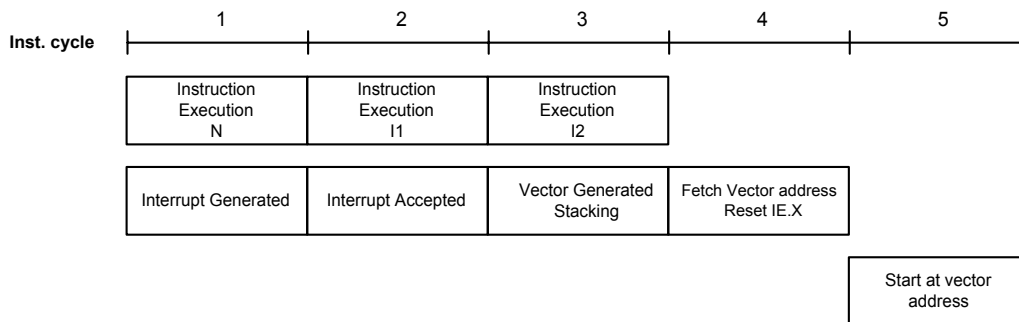 1 2 3 4 5
Inst. cycle
Instruction Execution N
Instruction Execution I1
Instruction Execution I2
Interrupt Generated
Interrupt Accepted
Vector Generated
Stacking
Fetch Vector address
Reset IE.X
Start at vector
address